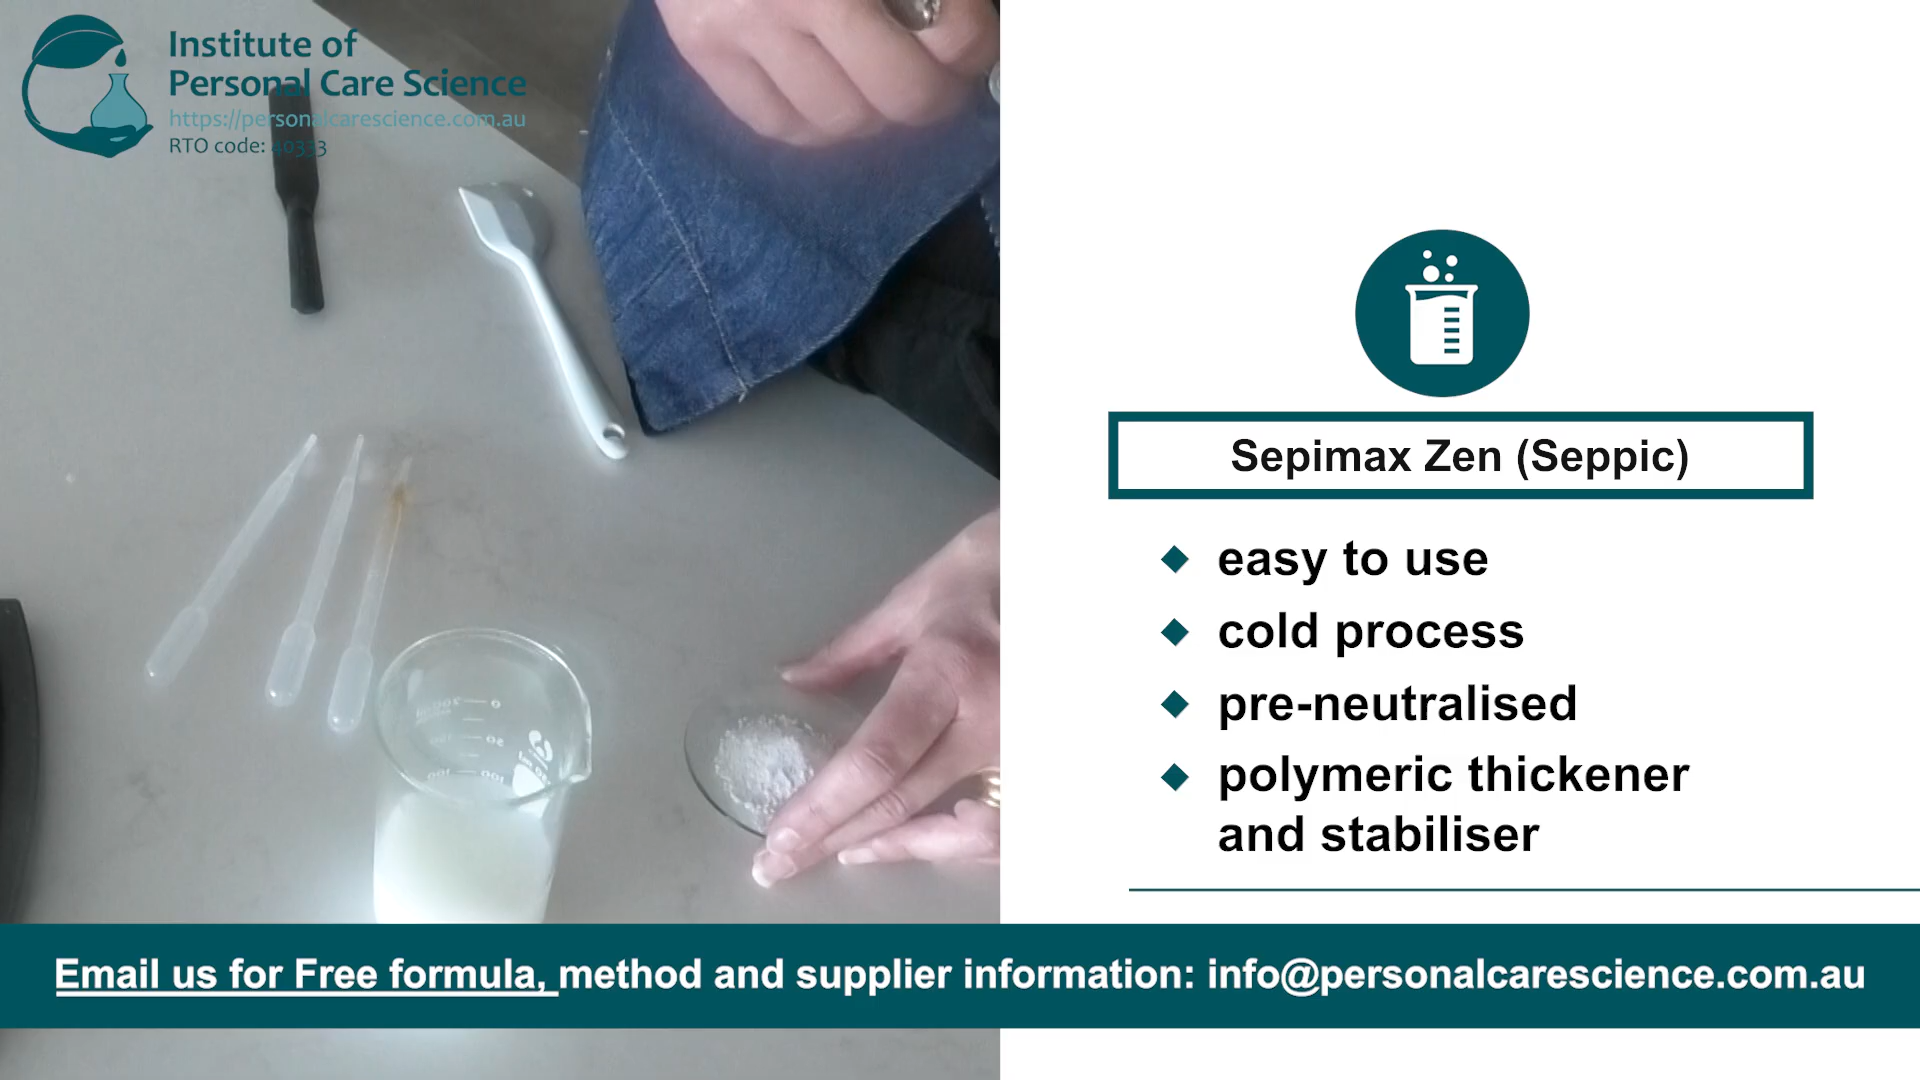 Institute of
Personal Care Science
https://personalcarescience.com.au
RTO code: 40333
Sepimax Zen (Seppic)
easy to use
cold process
pre-neutralised
polymeric thickener
and stabiliser
Email us for Free formula, method and supplier information: info@personalcarescience.com.au